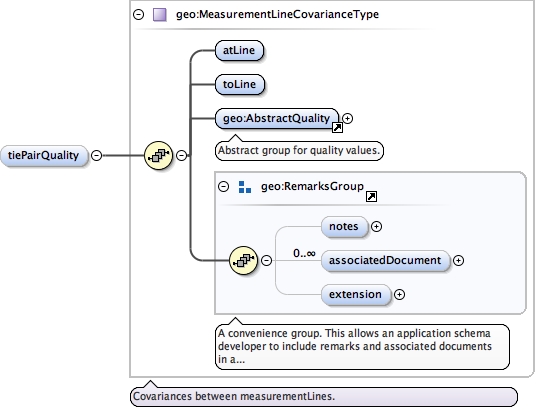 geo:MeasurementLineCovarianceType
atLine
toLine
geo:AbstractQuality
Abstract group for quality values.
tiePairQuality
geo:RemarksGroup
notes
0..∞
associatedDocument
extension
A convenience group. This allows an application schema
developer to include remarks and associated documents
in a...
Covariances between measurementLines.